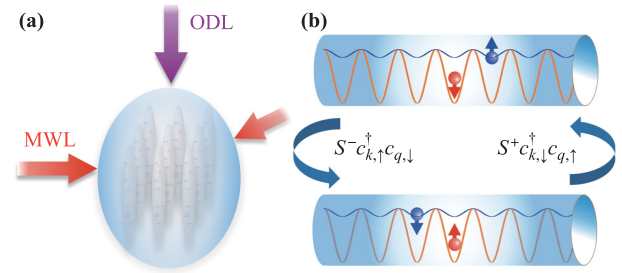 (a)
ODL
MWL
(b)
S⁻c†k,↑cq,↓
S⁺c†k,↓cq,↑